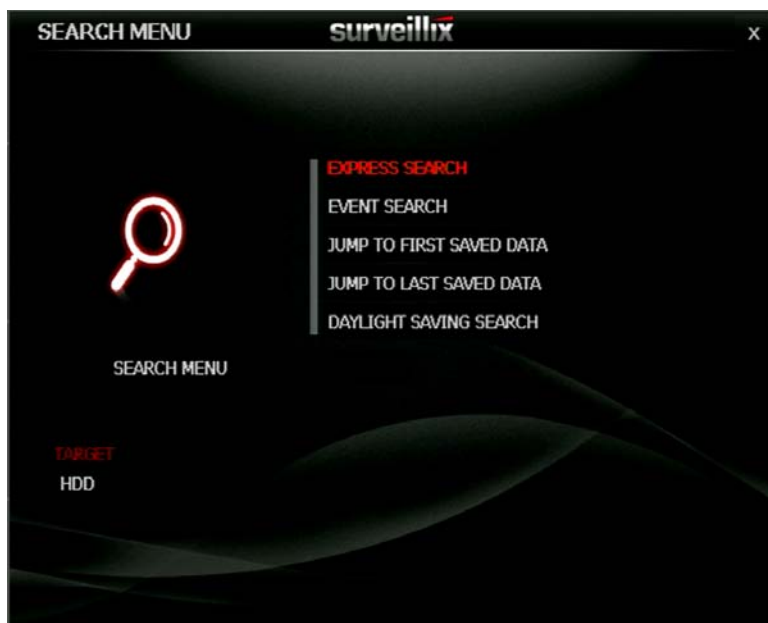 SEARCH MENU
surveillix
X
EXPRESS SEARCH
EVENT SEARCH
JUMP TO FIRST SAVED DATA
JUMP TO LAST SAVED DATA
DAYLIGHT SAVING SEARCH
SEARCH MENU
TARGET
HDD